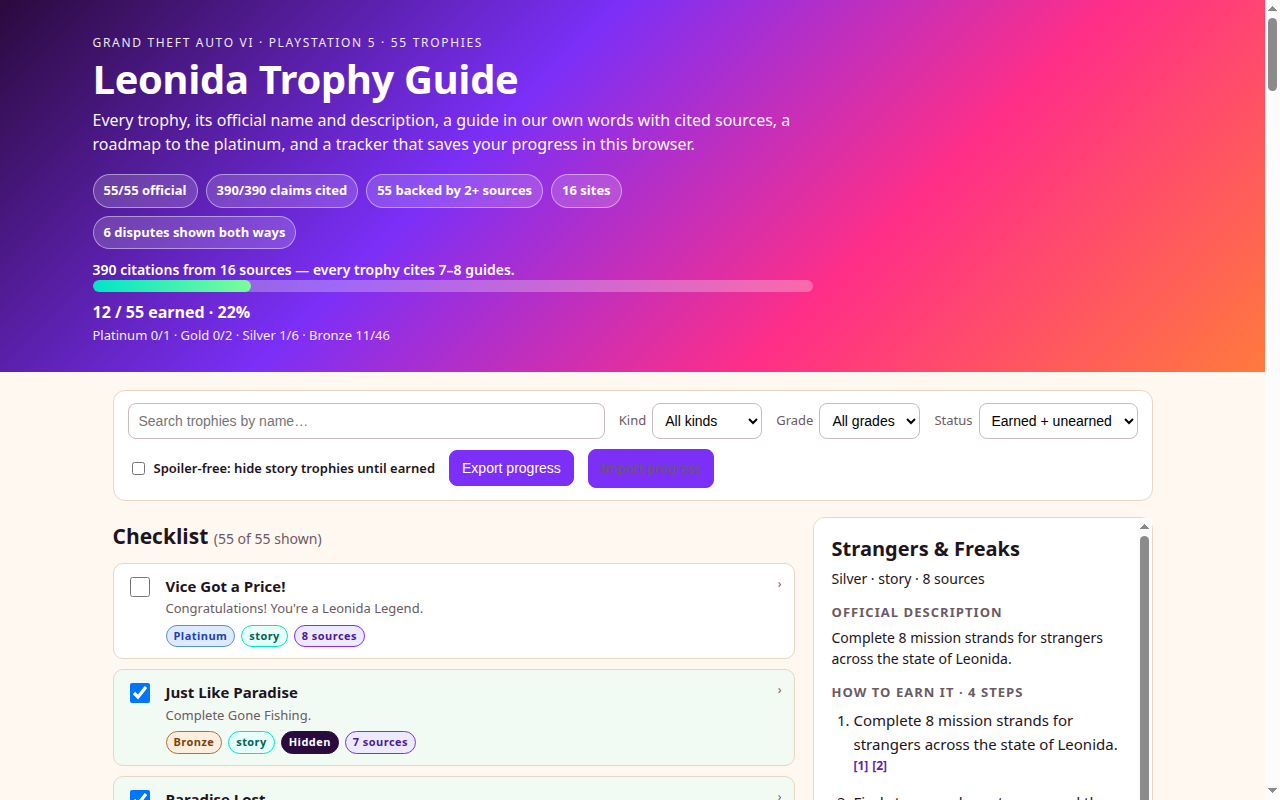 GRAND THEFT AUTO VI · PLAYSTATION 5 · 55 TROPHIES
Leonida Trophy Guide
Every trophy, its official name and description, a guide in our own words with cited sources, a
roadmap to the platinum, and a tracker that saves your progress in this browser.
55/55 official
390/390 claims cited
55 backed by 2+ sources
16 sites
6 disputes shown both ways
390 citations from 16 sources — every trophy cites 7–8 guides.
12 / 55 earned · 22%
Platinum 0/1 · Gold 0/2 · Silver 1/6 · Bronze 11/46
Search trophies by name…
Kind
All kinds
Grade
All grades
Status
Earned + unearned
Spoiler-free: hide story trophies until earned
Export progress
Import progress
Checklist (55 of 55 shown)
Vice Got a Price!
Congratulations! You're a Leonida Legend.
Platinum
story
8 sources
Just Like Paradise
Complete Gone Fishing.
Bronze
story
Hidden
7 sources
Paradise Lost
Strangers & Freaks
Silver · story · 8 sources
OFFICIAL DESCRIPTION
Complete 8 mission strands for strangers
across the state of Leonida.
HOW TO EARN IT · 4 STEPS
1. Complete 8 mission strands for
strangers across the state of Leonida.
[1] [2]